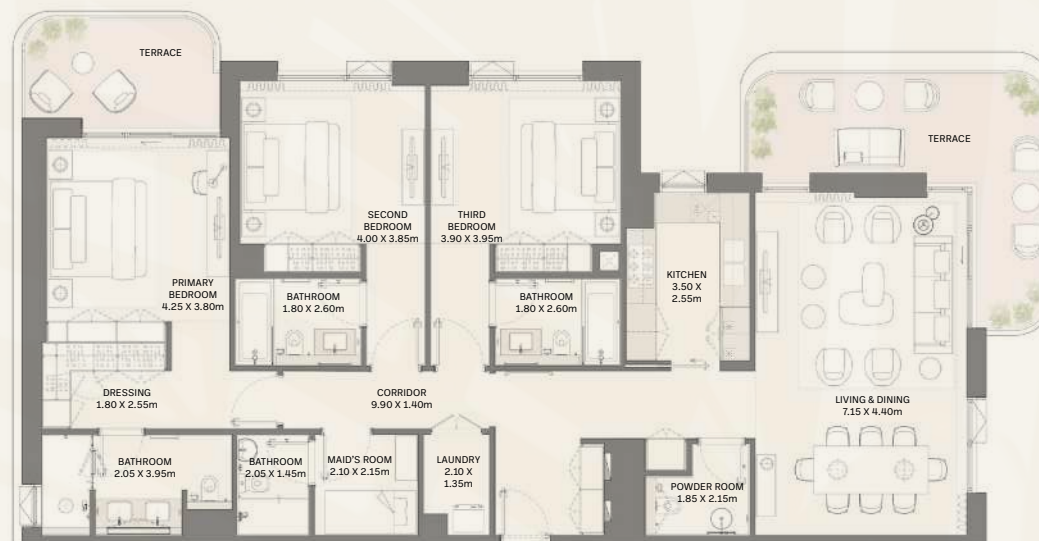 TERRACE
TERRACE
SECOND
BEDROOM
4.00 X 3.85m
THIRD
BEDROOM
3.90 X 3.95m
KITCHEN
3.50 X
2.55m
PRIMARY
BEDROOM
4.25 X 3.80m
BATHROOM
1.80 X 2.60m
BATHROOM
1.80 X 2.60m
DRESSING
1.80 X 2.55m
CORRIDOR
9.90 X 1.40m
LIVING & DINING
7.15 X 4.40m
BATHROOM
2.05 X 3.95m
BATHROOM
2.05 X 1.45m
MAID'S ROOM
2.10 X 2.15m
LAUNDRY
2.10 X
1.35m
POWDER ROOM
1.85 X 2.15m